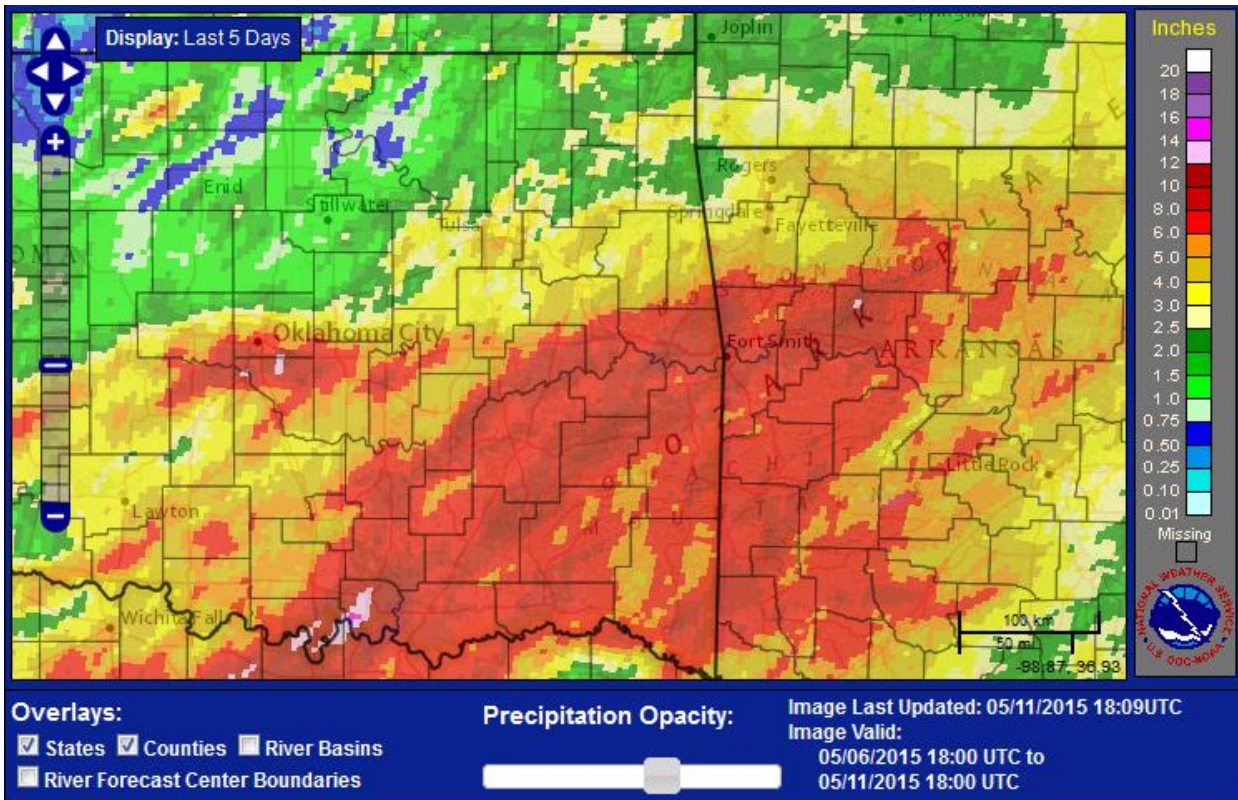 Display: Last 5 Days
Joplin
Springdale
Inches
20
18
16
14
12
10
8.0
6.0
5.0
4.0
3.0
2.5
2.0
1.5
1.0
0.75
0.50
0.25
0.10
0.01
Missing
NATIONAL WEATHER SERVICE
U.S. DOC-NOAA
Rogers
Enid
Stillwater
Tulsa
Springdale
Fayetteville
OMA
Oklahoma City
Fort Smith
ARKANSAS
OUACHITA
Little Rock
Lawton
Wichita Falls
100 km
50 mi
-98.87, 36.93
Overlays:
States Counties River Basins
River Forecast Center Boundaries
Precipitation Opacity:
Image Last Updated: 05/11/2015 18:09UTC
Image Valid:
05/06/2015 18:00 UTC to
05/11/2015 18:00 UTC